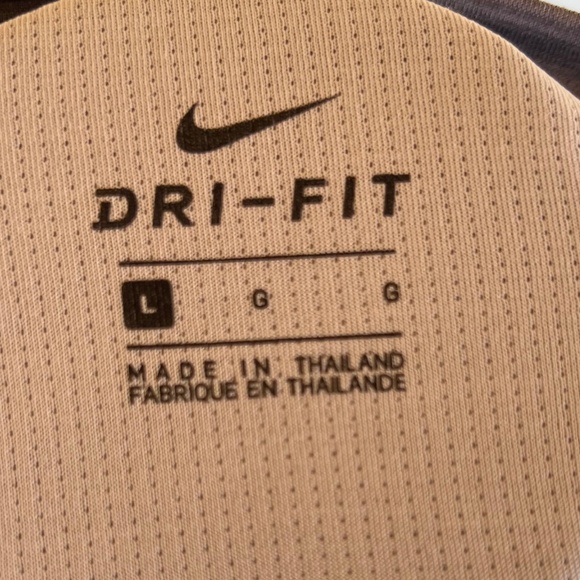 DRI-FIT
L G G
MADE IN THAILAND
FABRIQUE EN THAILANDE